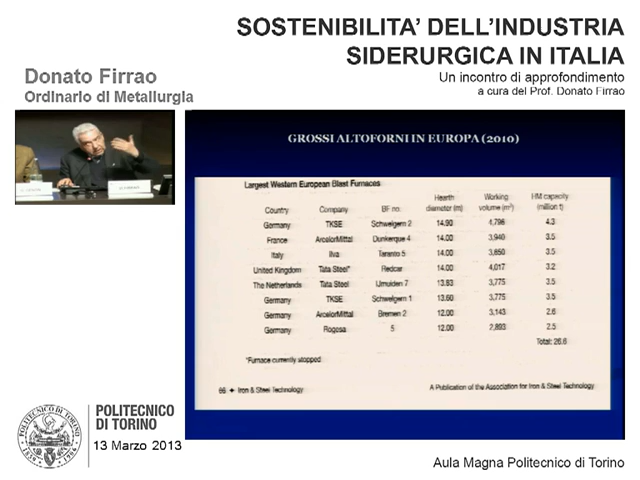 SOSTENIBILITA' DELL'INDUSTRIA
SIDERURGICA IN ITALIA
Un incontro di approfondimento
a cura del Prof. Donato Firrao
Donato Firrao
Ordinario di Metallurgia
GROSSI ALTOFORNI IN EUROPA (2010)
Largest Western European Blast Furnaces
Country Company BF no. Hearth diameter (m) Working volume (m³) HM capacity (million t)
Germany TKSE Schwelgern 2 14.90 4,796 4.3
France ArcelorMittal Dunkerque 4 14.00 3,940 3.5
Italy Ilva Taranto 5 14.00 3,650 3.5
United Kingdom Tata Steel* Redcar 14.00 4,017 3.2
The Netherlands Tata Steel IJmuiden 7 13.83 3,775 3.5
Germany TKSE Schwelgern 1 13.60 3,775 3.5
Germany ArcelorMittal Bremen 2 12.00 3,143 2.6
Germany Rogesa 5 12.00 2,893 2.5
Total: 26.6
*Furnace currently stopped
66 ✦ Iron & Steel Technology
A Publication of the Association for Iron & Steel Technology
POLITECNICO
DI TORINO
13 Marzo 2013
Aula Magna Politecnico di Torino